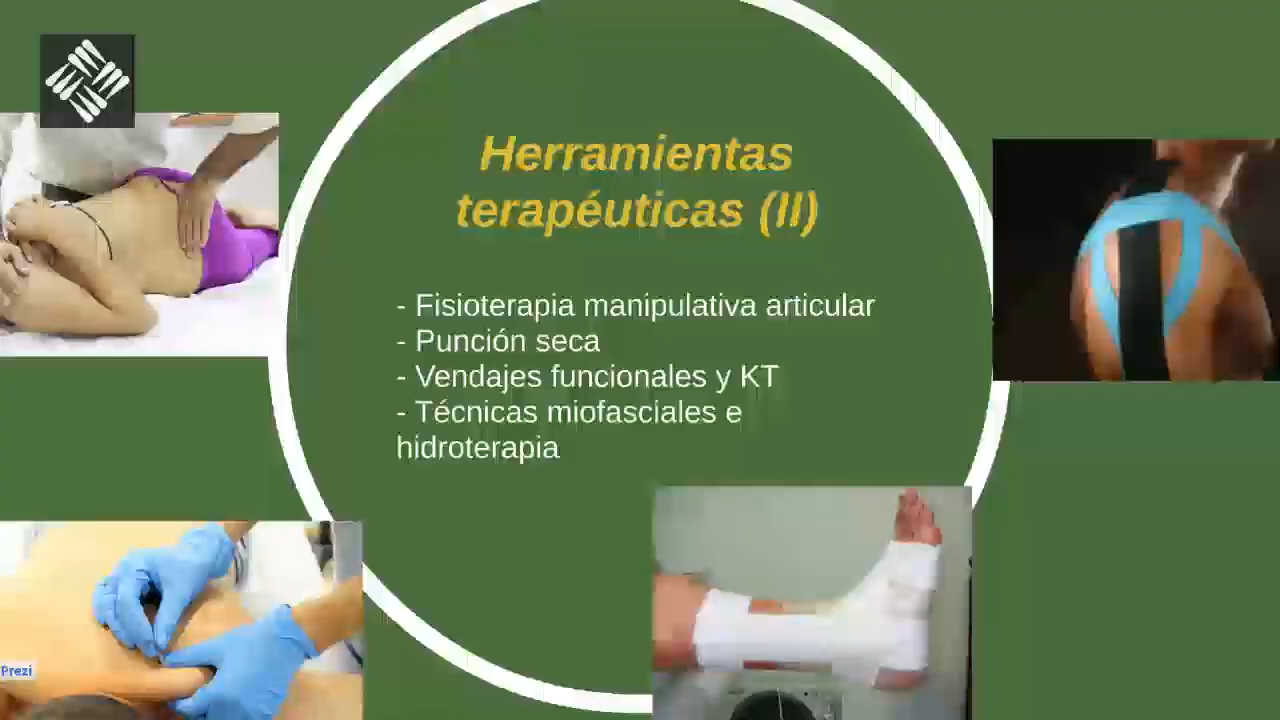 Herramientas
terapéuticas (II)
- Fisioterapia manipulativa articular
- Punción seca
- Vendajes funcionales y KT
- Técnicas miofasciales e
hidroterapia
Prezi